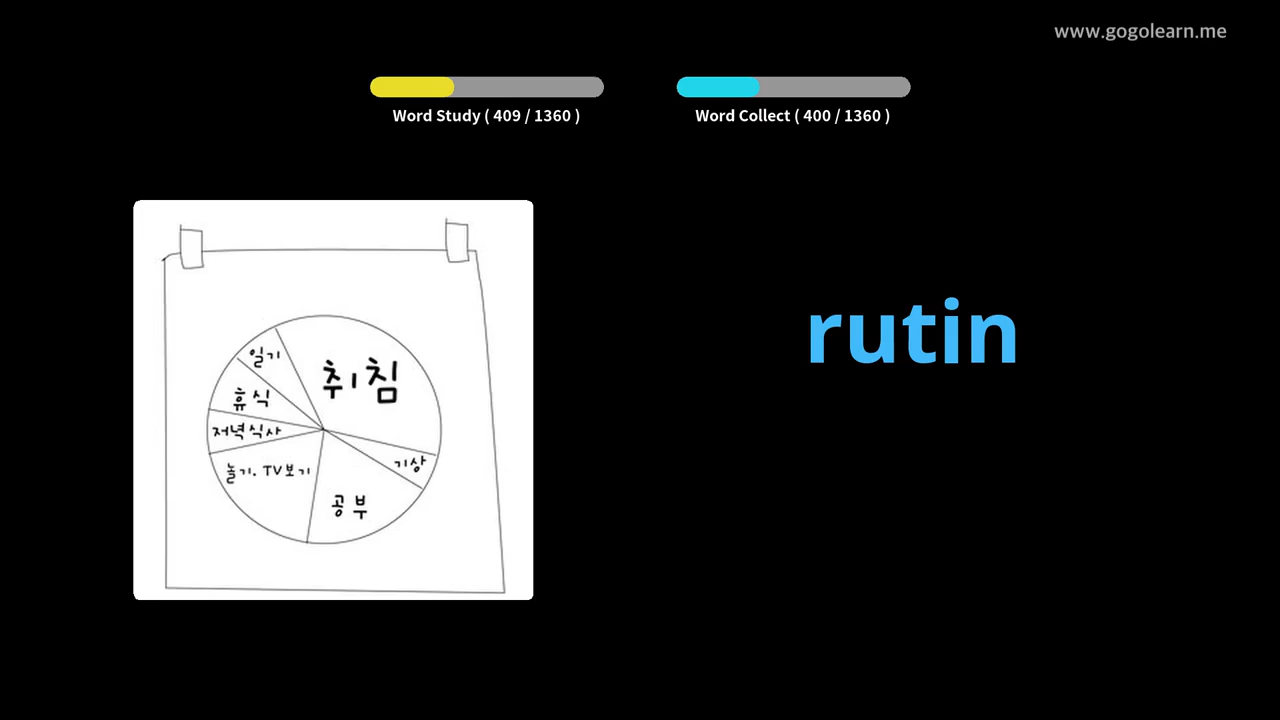 www.gogolearn.me
Word Study ( 409 / 1360 )
Word Collect ( 400 / 1360 )
일기
취침
휴식
저녁식사
기상
놀기. TV보기
공부
rutin